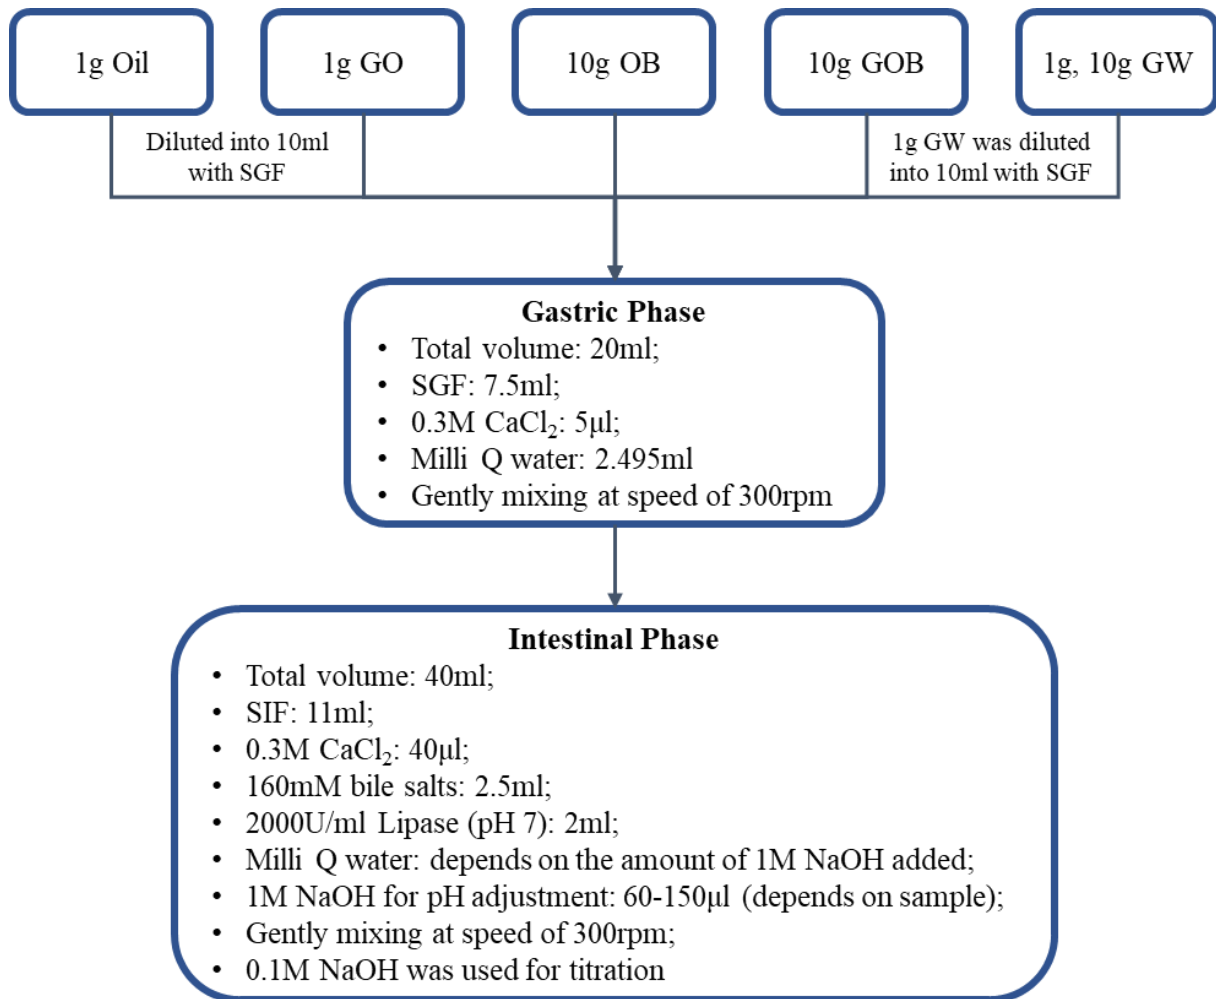 1g Oil
1g GO
10g OB
10g GOB
1g, 10g GW
Diluted into 10ml
with SGF
1g GW was diluted
into 10ml with SGF
Gastric Phase
• Total volume: 20ml;
• SGF: 7.5ml;
• 0.3M CaCl₂: 5μl;
• Milli Q water: 2.495ml
• Gently mixing at speed of 300rpm
Intestinal Phase
• Total volume: 40ml;
• SIF: 11ml;
• 0.3M CaCl₂: 40μl;
• 160mM bile salts: 2.5ml;
• 2000U/ml Lipase (pH 7): 2ml;
• Milli Q water: depends on the amount of 1M NaOH added;
• 1M NaOH for pH adjustment: 60-150μl (depends on sample);
• Gently mixing at speed of 300rpm;
• 0.1M NaOH was used for titration